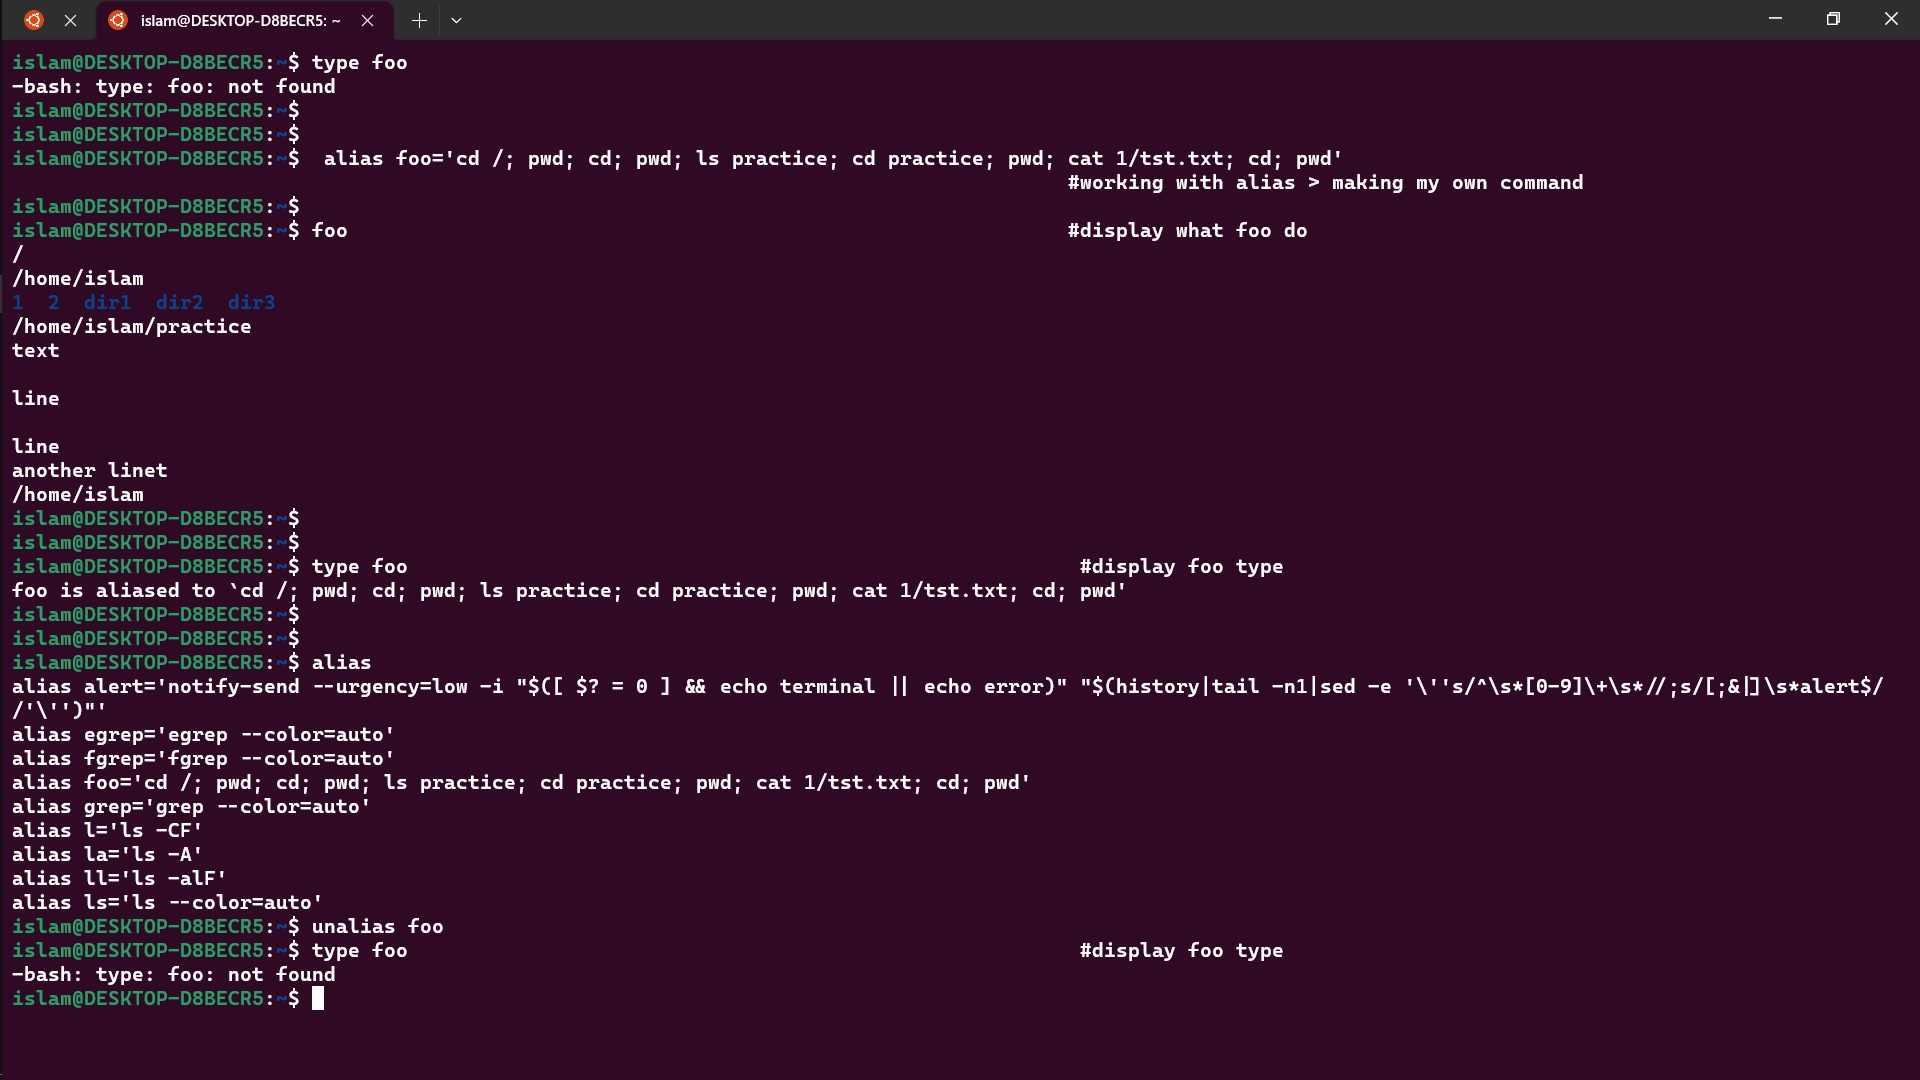 islam@DESKTOP-D8BECR5: ~
islam@DESKTOP-D8BECR5:~$ type foo
-bash: type: foo: not found
islam@DESKTOP-D8BECR5:~$
islam@DESKTOP-D8BECR5:~$
islam@DESKTOP-D8BECR5:~$  alias foo='cd /; pwd; cd; pwd; ls practice; cd practice; pwd; cat 1/tst.txt; cd; pwd'
#working with alias > making my own command
islam@DESKTOP-D8BECR5:~$
islam@DESKTOP-D8BECR5:~$ foo #display what foo do
/
/home/islam
1  2  dir1  dir2  dir3
/home/islam/practice
text
line
line
another linet
/home/islam
islam@DESKTOP-D8BECR5:~$
islam@DESKTOP-D8BECR5:~$
islam@DESKTOP-D8BECR5:~$ type foo #display foo type
foo is aliased to `cd /; pwd; cd; pwd; ls practice; cd practice; pwd; cat 1/tst.txt; cd; pwd'
islam@DESKTOP-D8BECR5:~$
islam@DESKTOP-D8BECR5:~$
islam@DESKTOP-D8BECR5:~$ alias
alias alert='notify-send --urgency=low -i "$([ $? = 0 ] && echo terminal || echo error)" "$(history|tail -n1|sed -e '\''s/^\s*[0-9]\+\s*//;s/[;&|]\s*alert$/
/'\'')"'
alias egrep='egrep --color=auto'
alias fgrep='fgrep --color=auto'
alias foo='cd /; pwd; cd; pwd; ls practice; cd practice; pwd; cat 1/tst.txt; cd; pwd'
alias grep='grep --color=auto'
alias l='ls -CF'
alias la='ls -A'
alias ll='ls -alF'
alias ls='ls --color=auto'
islam@DESKTOP-D8BECR5:~$ unalias foo
islam@DESKTOP-D8BECR5:~$ type foo #display foo type
-bash: type: foo: not found
islam@DESKTOP-D8BECR5:~$